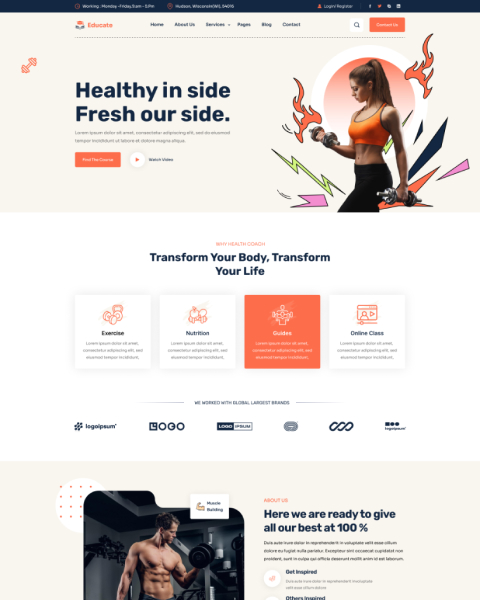 Working : Monday -Friday 9.am - 5:Pm
Hudson, Wisconsin(WI), 54016
Login/ Register
Educate
Home
About Us
Services
Pages
Blog
Contact
Contact Us
Healthy in side
Fresh our side.
Lorem ipsum dolor sit amet, consectetur adipiscing elit, sed do eiusmod
tempor incididunt ut labore et dolore magna aliqua.
Find The Course
Watch Video
WHY HEALTH COACH
Transform Your Body, Transform
Your Life
Exercise
Lorem ipsum dolor sit amet,
consectetur adipiscing elit, sed
eiusmod tempor incididunt.
Nutrition
Lorem ipsum dolor sit amet,
consectetur adipiscing elit, sed
eiusmod tempor incididunt.
Guides
Lorem ipsum dolor sit amet,
consectetur adipiscing elit, sed
eiusmod tempor incididunt.
Online Class
Lorem ipsum dolor sit amet,
consectetur adipiscing elit, sed
eiusmod tempor incididunt.
WE WORKED WITH GLOBAL LARGEST BRANDS
logoipsum
LOGO
LOGO IPSUM
logoipsum
Muscle
Building
ABOUT US
Here we are ready to give
all our best at 100 %
Duis aute irure dolor in reprehenderit in voluptate velit esse cillum
dolore eu fugiat nulla pariatur. Excepteur sint occaecat cupidatat non
proident, sunt in culpa qui officia deserunt mollit anim id est laborum.
Get Inspired
Duis aute irure dolor in reprehenderit involuptate
velit esse cillum dolore.
Others Inspired